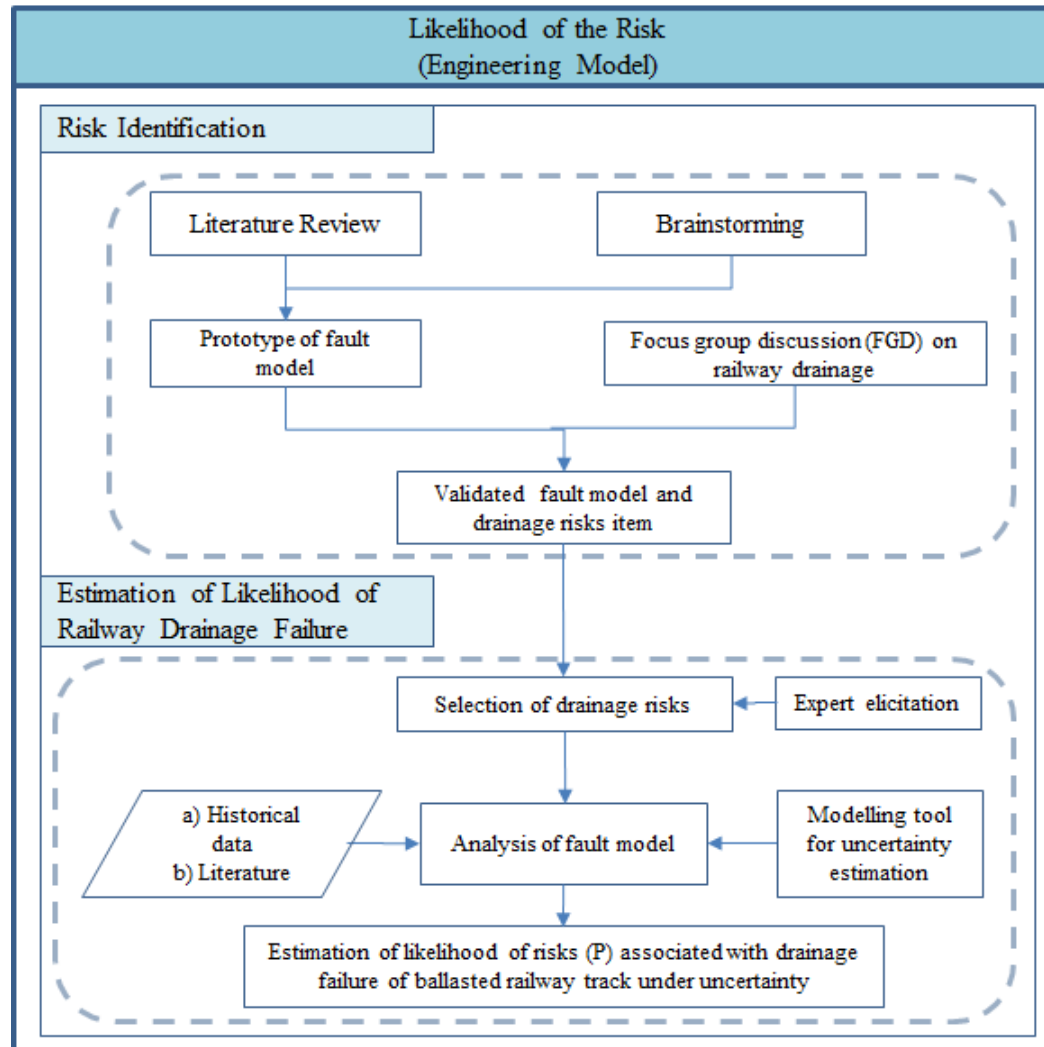 Likelihood of the Risk
(Engineering Model)
Risk Identification
Literature Review
Brainstorming
Prototype of fault
model
Focus group discussion (FGD) on
railway drainage
Validated fault model and
drainage risks item
Estimation of Likelihood of
Railway Drainage Failure
Selection of drainage risks
Expert elicitation
a) Historical
data
b) Literature
Analysis of fault model
Modelling tool
for uncertainty
estimation
Estimation of likelihood of risks (P) associated with drainage
failure of ballasted railway track under uncertainty